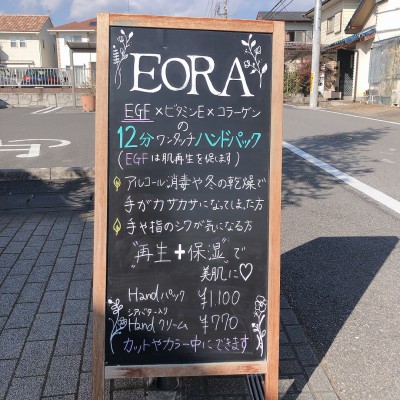 EORA
EGF×ビタミンE×コラーゲン
の
12分ワンタッチハンドパック
(EGFは肌再生を促します)
アルコール消毒や冬の乾燥で
手がカサカサになってしまった方
手や指のシワが気になる方
"再生+保湿"で
美肌に♡
Handパック ¥1,100
シアバター入り
Handクリーム ¥770
カットやカラー中にできます